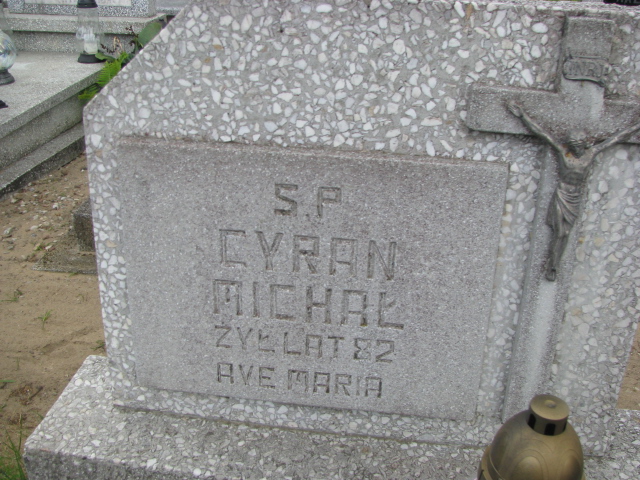 S.P
CYRAN
MICHAŁ
ŻYŁ LAT 82
AVE MARIA